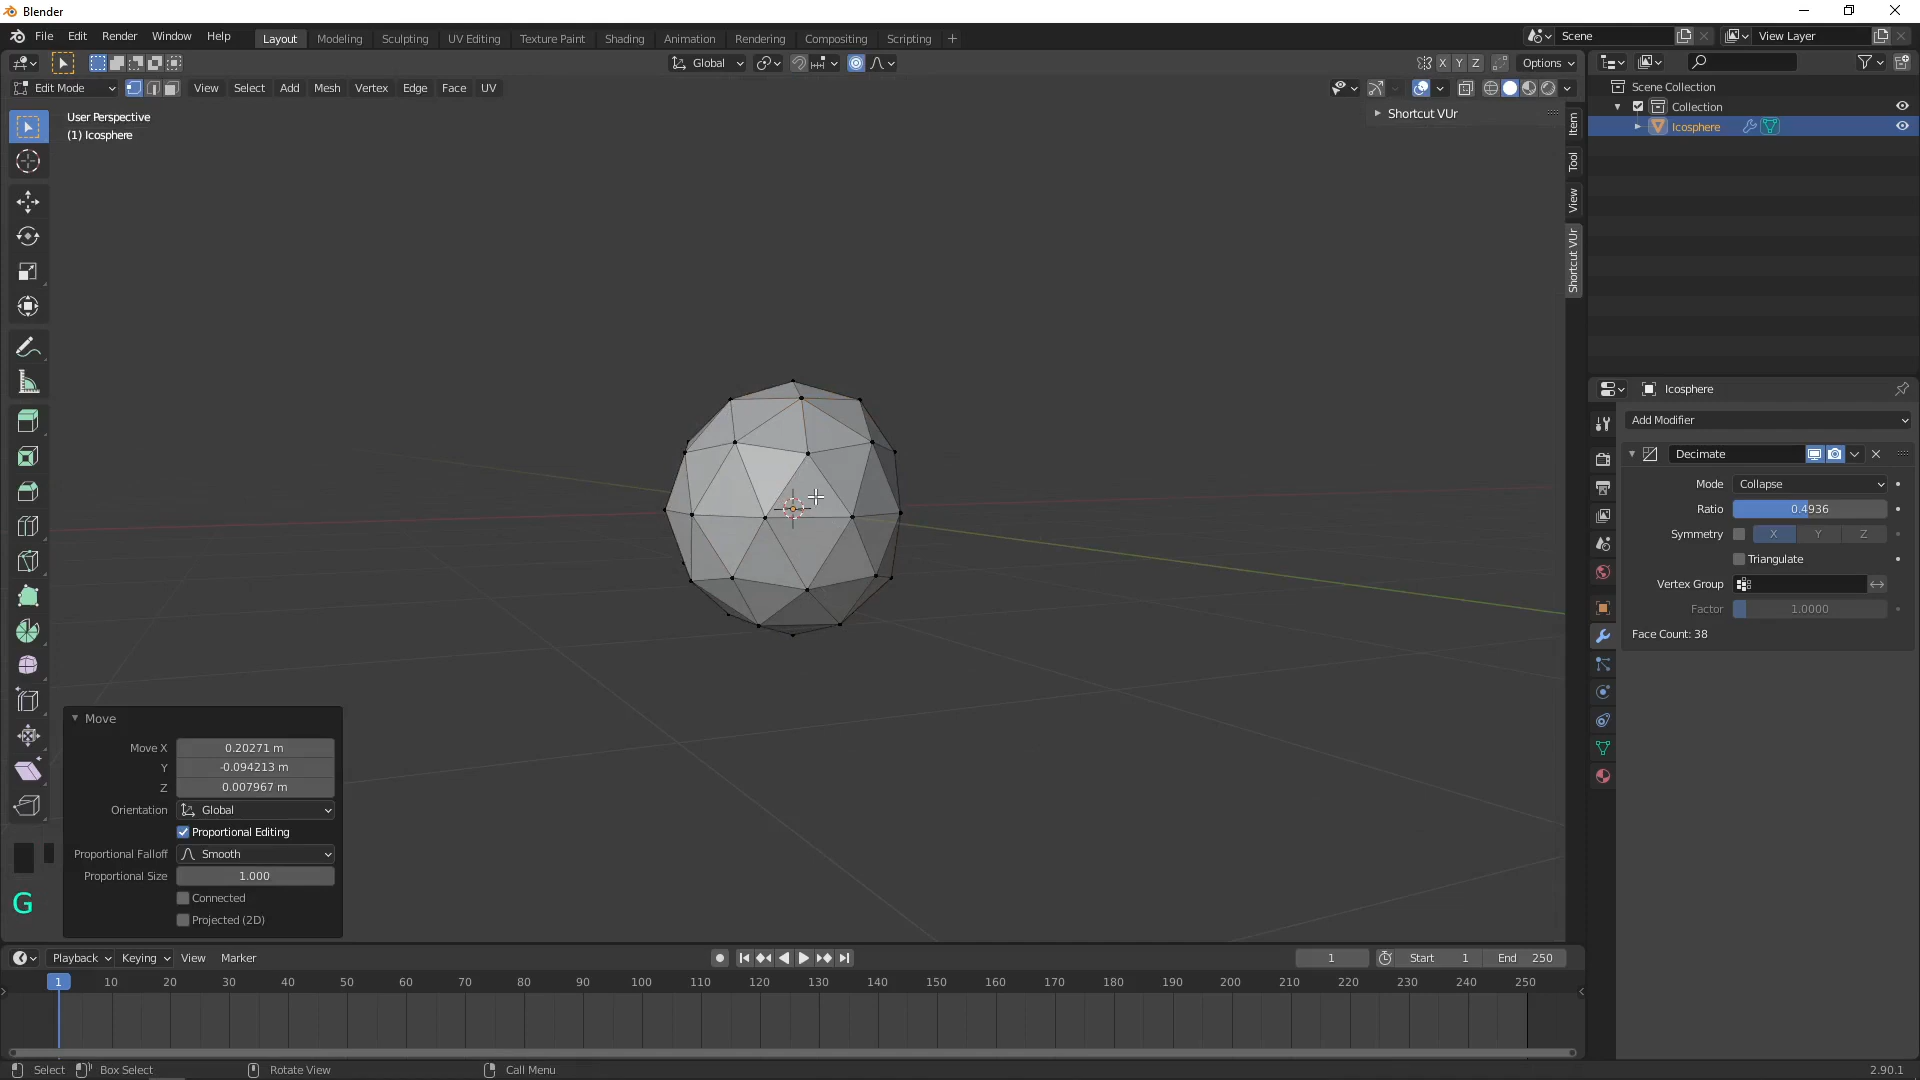 Blender
File Edit Render Window Help
Layout Modeling Sculpting UV Editing Texture Paint Shading Animation Rendering Compositing Scripting
Scene
View Layer
Global
X Y Z
Options
Edit Mode
View Select Add Mesh Vertex Edge Face UV
User Perspective
(1) Icosphere
Shortcut VUr
Item
Tool
View
Shortcut VUr
Scene Collection
Collection
Icosphere
Icosphere
Add Modifier
Decimate
Mode Collapse
Ratio 0.4936
Symmetry X Y Z
Triangulate
Vertex Group
Factor 1.0000
Face Count: 38
Move
Move X 0.20271 m
Y -0.094213 m
Z 0.007967 m
Orientation Global
Proportional Editing
Proportional Falloff Smooth
Proportional Size 1.000
Connected
Projected (2D)
G
Playback Keying View Marker
1 Start 1 End 250
1 10 20 30 40 50 60 70 80 90 100 110 120 130 140 150 160 170 180 190 200 210 220 230 240 250
Select Box Select Rotate View Call Menu
2.90.1